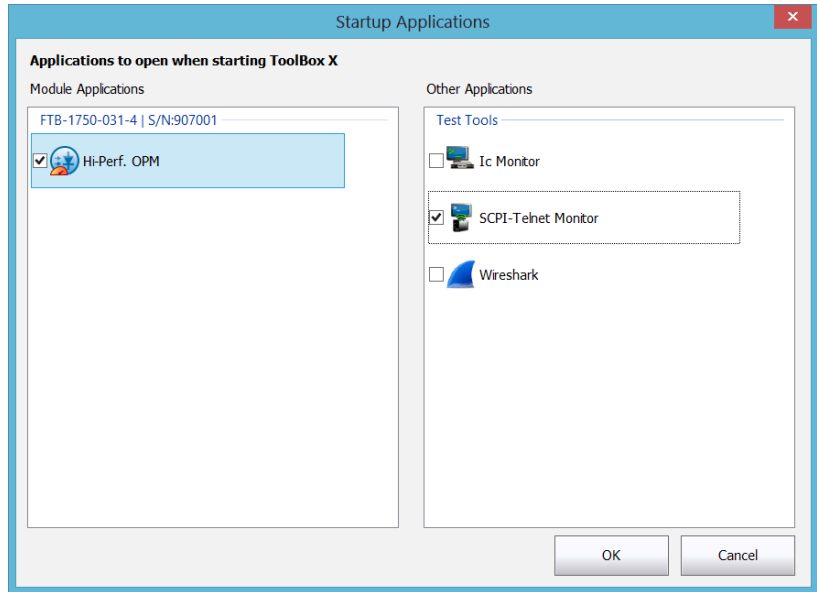 Startup Applications
Applications to open when starting ToolBox X
Module Applications
FTB-1750-031-4 | S/N:907001
Hi-Perf. OPM
Other Applications
Test Tools
Ic Monitor
SCPI-Telnet Monitor
Wireshark
OK
Cancel